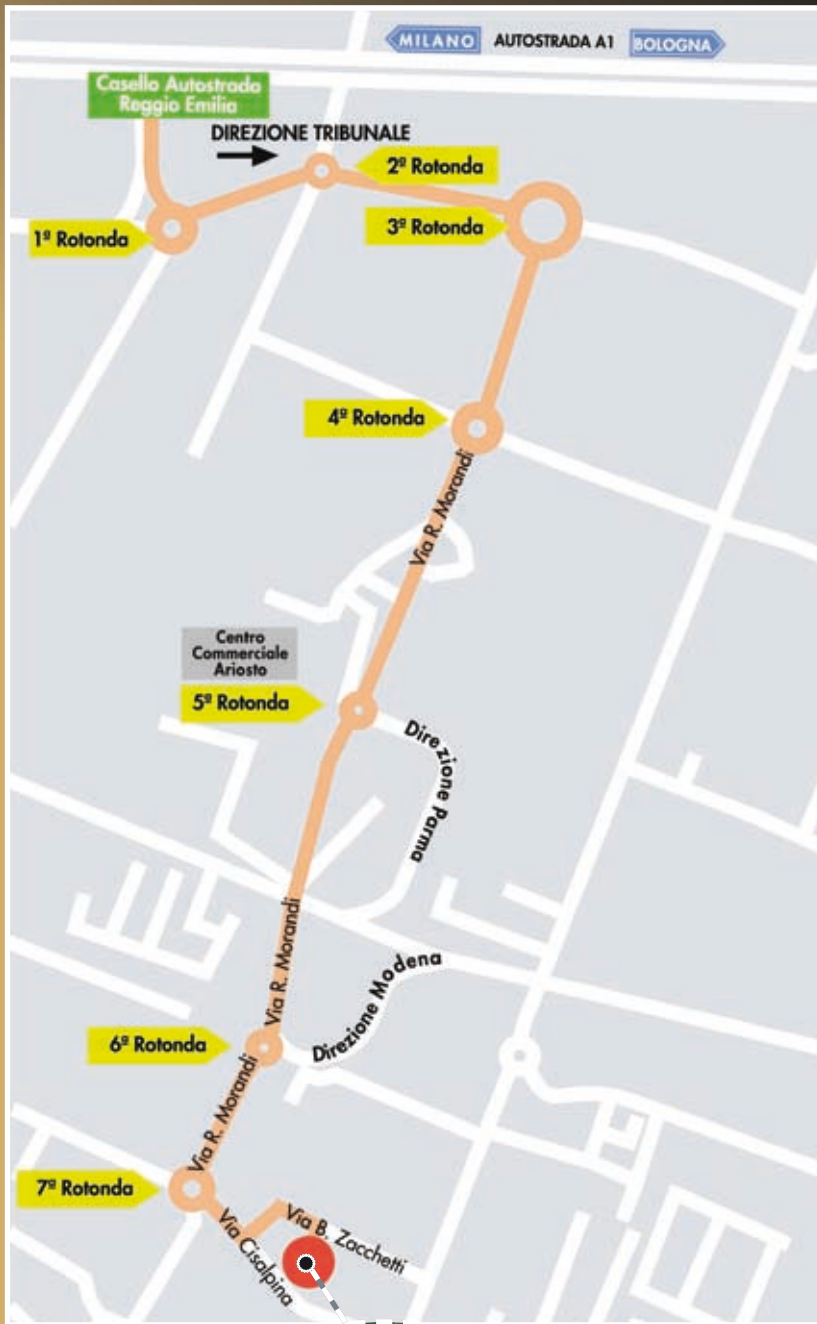 MILANO AUTOSTRADA A1 BOLOGNA
Casello Autostrada
Reggio Emilia
DIREZIONE TRIBUNALE
2ª Rotonda
3ª Rotonda
1ª Rotonda
4ª Rotonda
Via R. Morandi
Centro
Commerciale
Ariosto
5ª Rotonda
Direzione Parma
Via R. Morandi
Direzione Modena
6ª Rotonda
Via R. Morandi
7ª Rotonda
Via B. Zacchetti
Via Cisalpina